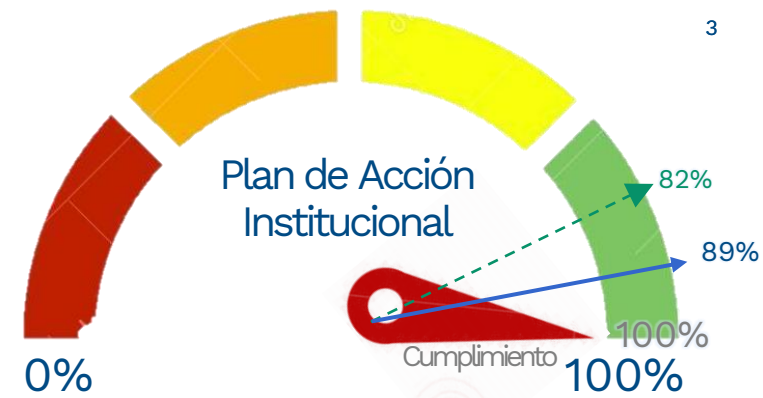 3
Plan de Acción
Institucional
82%
89%
100%
Cumplimiento
0%
100%